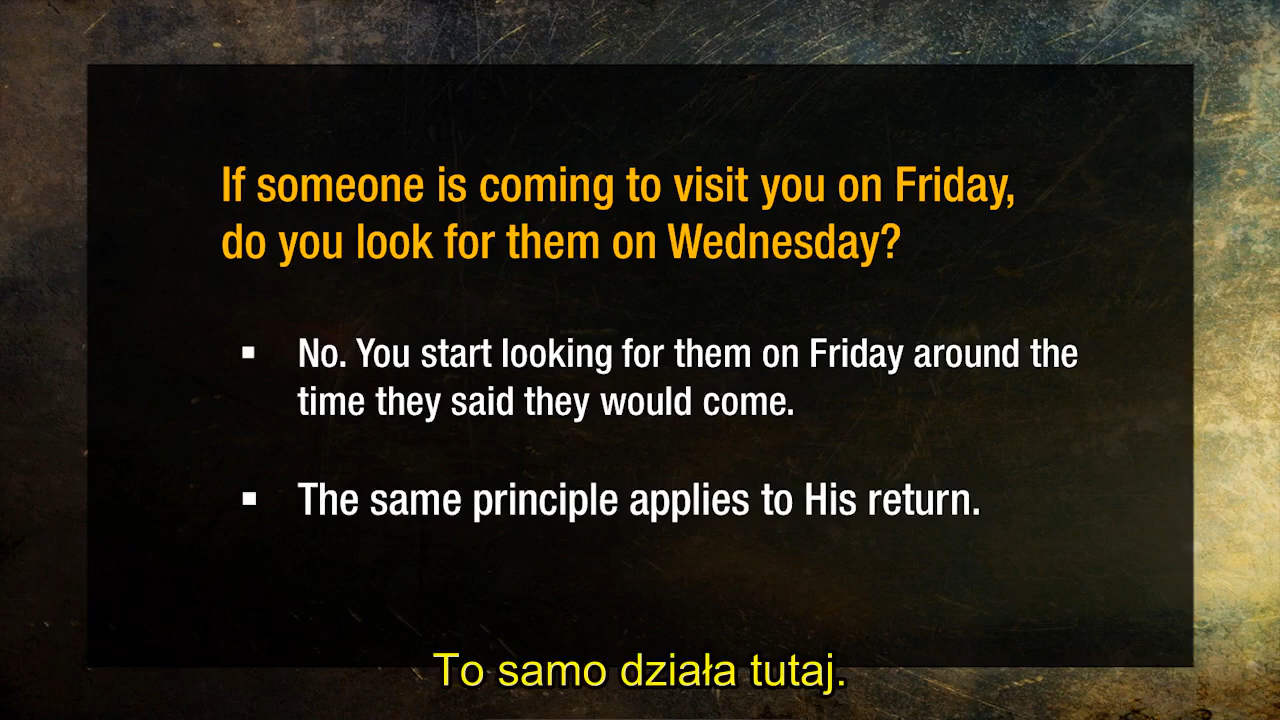 If someone is coming to visit you on Friday,
do you look for them on Wednesday?
▪ No. You start looking for them on Friday around the
time they said they would come.
▪ The same principle applies to His return.
To samo działa tutaj.